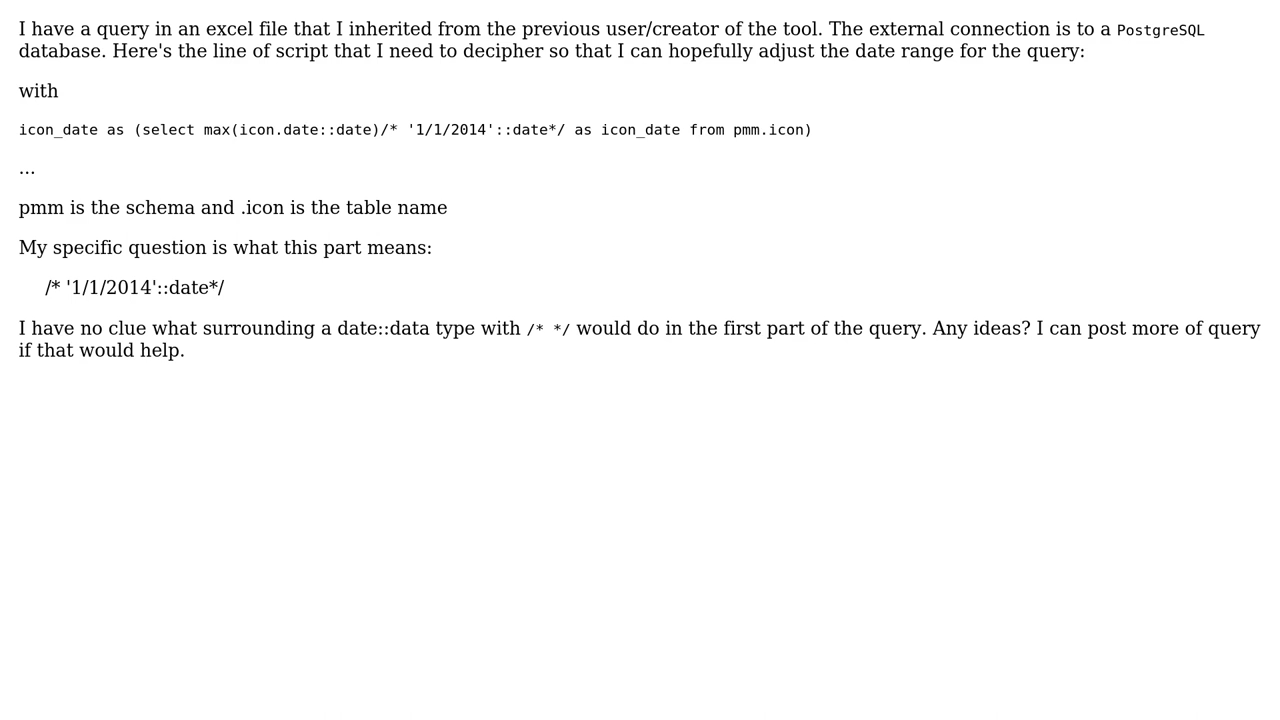 I have a query in an excel file that I inherited from the previous user/creator of the tool. The external connection is to a PostgreSQL
database. Here's the line of script that I need to decipher so that I can hopefully adjust the date range for the query:
with
icon_date as (select max(icon.date::date)/* '1/1/2014'::date*/ as icon_date from pmm.icon)
...
pmm is the schema and .icon is the table name
My specific question is what this part means:
/* '1/1/2014'::date*/
I have no clue what surrounding a date::data type with /* */ would do in the first part of the query. Any ideas? I can post more of query
if that would help.